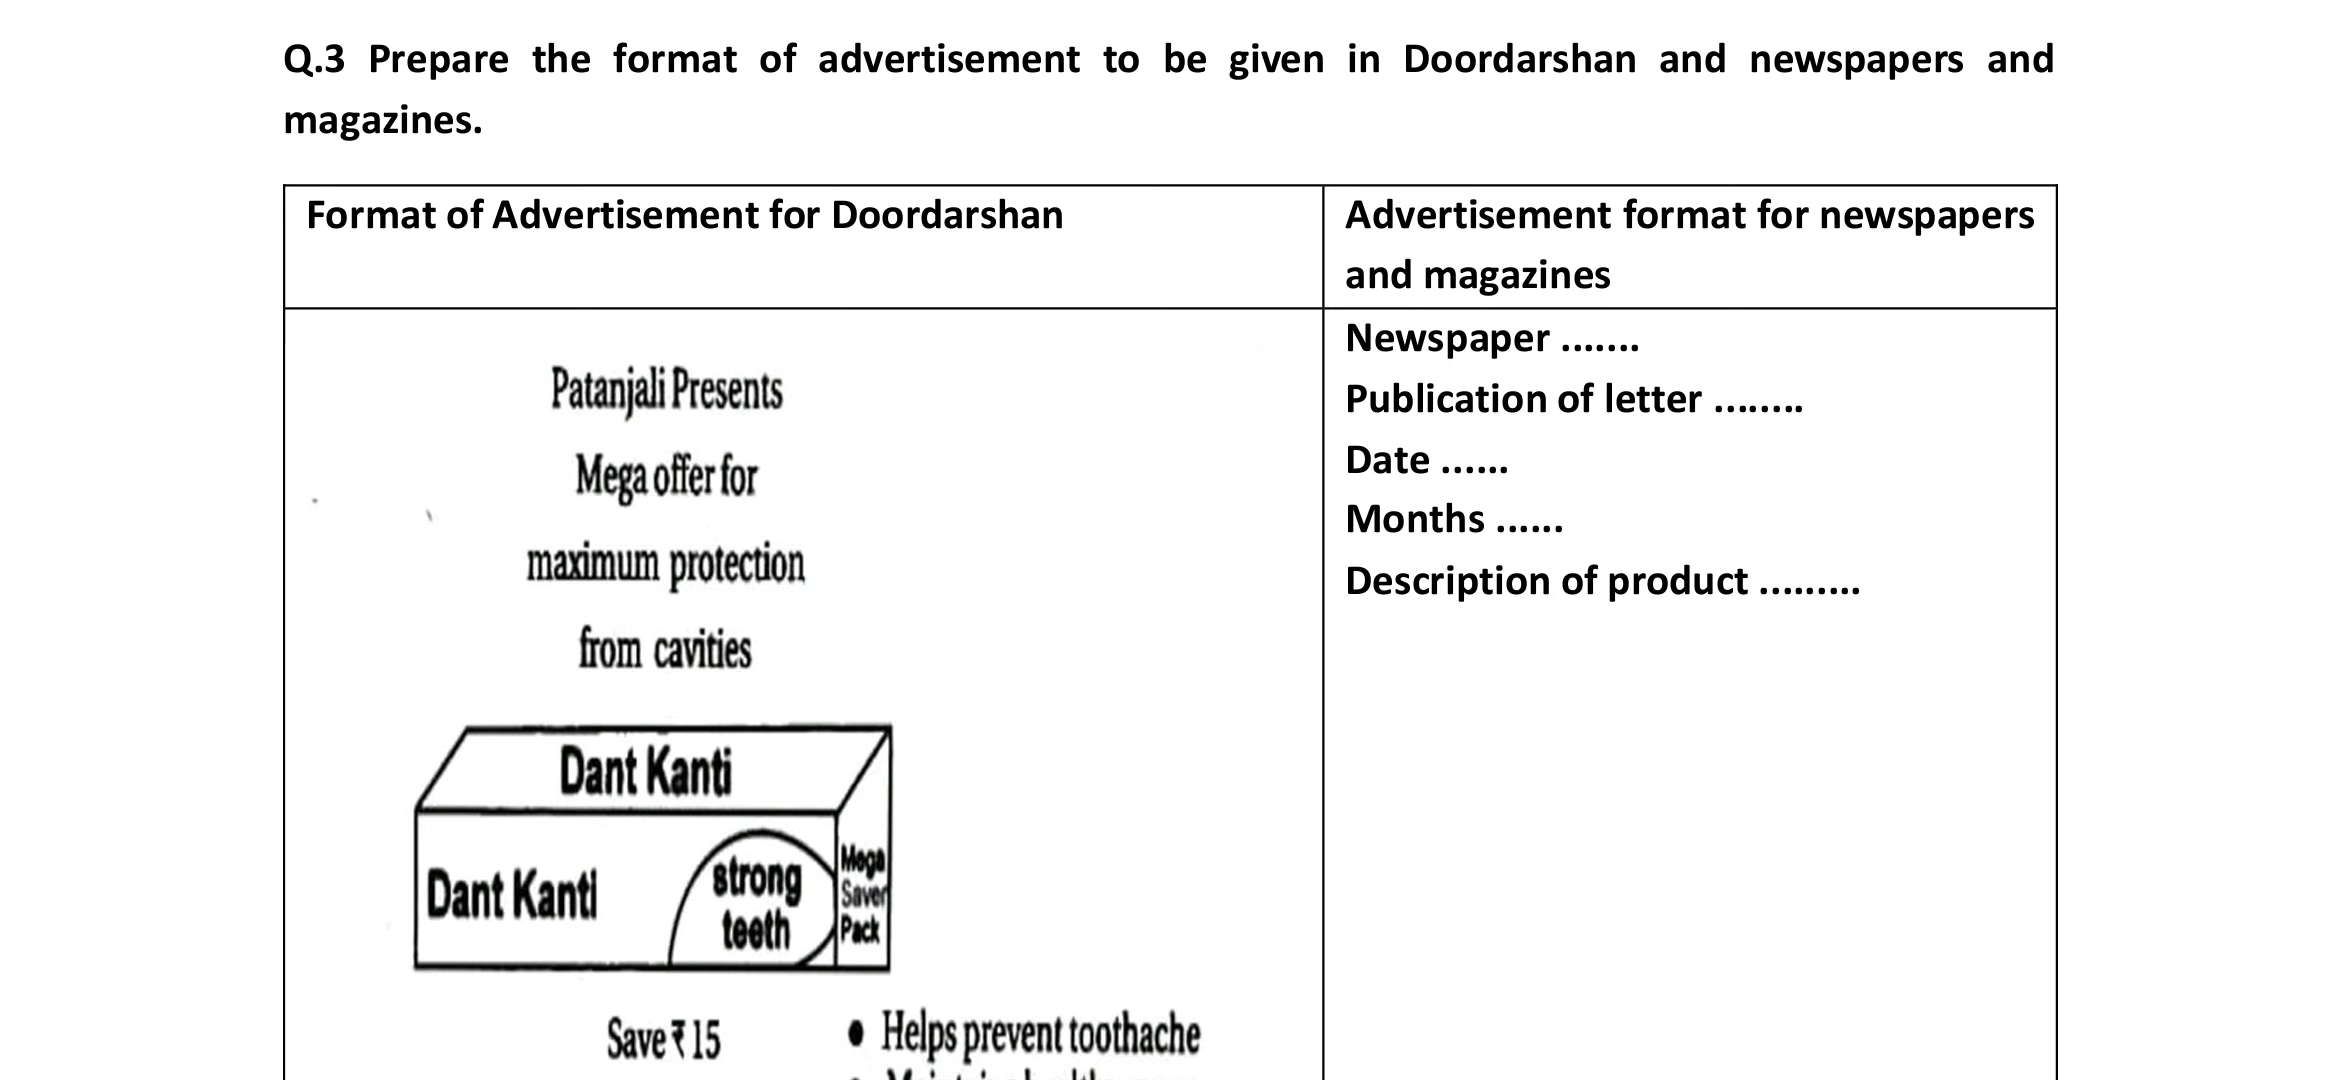 Q.3 Prepare the format of advertisement to be given in Doordarshan and newspapers and
magazines.
Format of Advertisement for Doordarshan
Advertisement format for newspapers
and magazines
Patanjali Presents
Mega offer for
maximum protection
from cavities
Dant Kanti
Dant Kanti
strong
teeth
Mega
Saver
Pack
Save ₹ 15
● Helps prevent toothache
Newspaper .......
Publication of letter ........
Date ......
Months ......
Description of product .........